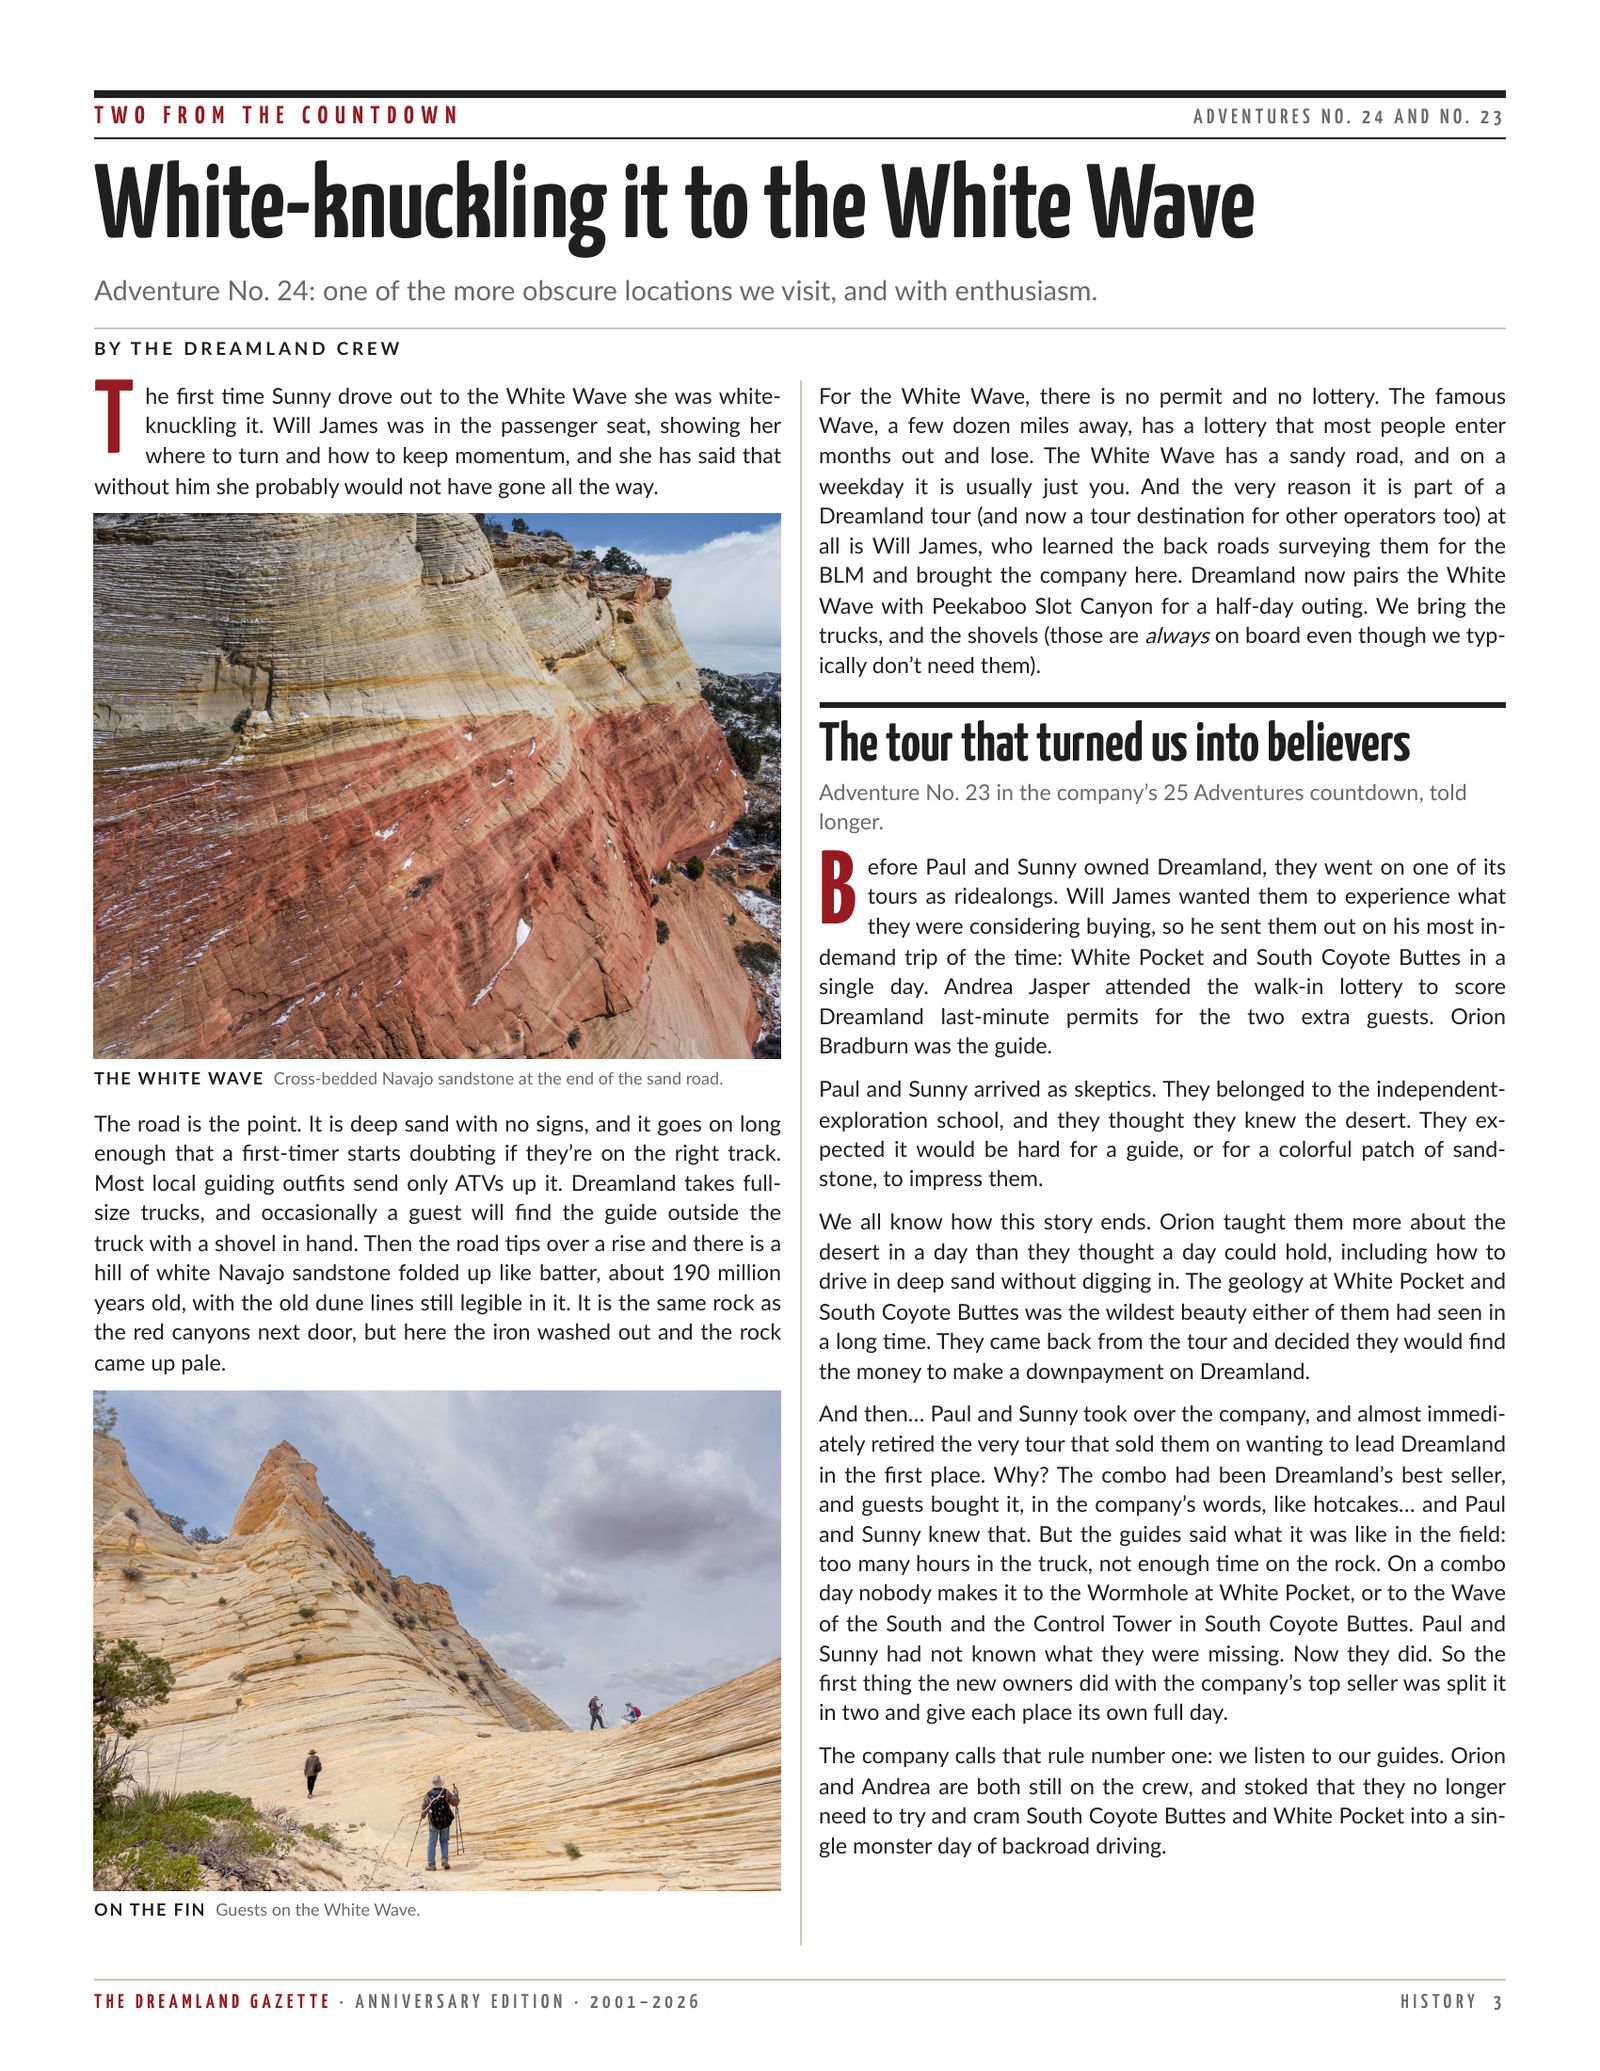 TWO FROM THE COUNTDOWN
ADVENTURES NO. 24 AND NO. 23
White-knuckling it to the White Wave
Adventure No. 24: one of the more obscure locations we visit, and with enthusiasm.
BY THE DREAMLAND CREW
The first time Sunny drove out to the White Wave she was white-
knuckling it. Will James was in the passenger seat, showing her
where to turn and how to keep momentum, and she has said that
without him she probably would not have gone all the way.
THE WHITE WAVE Cross-bedded Navajo sandstone at the end of the sand road.
The road is the point. It is deep sand with no signs, and it goes on long
enough that a first-timer starts doubting if they’re on the right track.
Most local guiding outfits send only ATVs up it. Dreamland takes full-
size trucks, and occasionally a guest will find the guide outside the
truck with a shovel in hand. Then the road tips over a rise and there is a
hill of white Navajo sandstone folded up like batter, about 190 million
years old, with the old dune lines still legible in it. It is the same rock as
the red canyons next door, but here the iron washed out and the rock
came up pale.
ON THE FIN Guests on the White Wave.
For the White Wave, there is no permit and no lottery. The famous
Wave, a few dozen miles away, has a lottery that most people enter
months out and lose. The White Wave has a sandy road, and on a
weekday it is usually just you. And the very reason it is part of a
Dreamland tour (and now a tour destination for other operators too) at
all is Will James, who learned the back roads surveying them for the
BLM and brought the company here. Dreamland now pairs the White
Wave with Peekaboo Slot Canyon for a half-day outing. We bring the
trucks, and the shovels (those are always on board even though we typ-
ically don’t need them).
The tour that turned us into believers
Adventure No. 23 in the company’s 25 Adventures countdown, told
longer.
Before Paul and Sunny owned Dreamland, they went on one of its
tours as ridealongs. Will James wanted them to experience what
they were considering buying, so he sent them out on his most in-
demand trip of the time: White Pocket and South Coyote Buttes in a
single day. Andrea Jasper attended the walk-in lottery to score
Dreamland last-minute permits for the two extra guests. Orion
Bradburn was the guide.
Paul and Sunny arrived as skeptics. They belonged to the independent-
exploration school, and they thought they knew the desert. They ex-
pected it would be hard for a guide, or for a colorful patch of sand-
stone, to impress them.
We all know how this story ends. Orion taught them more about the
desert in a day than they thought a day could hold, including how to
drive in deep sand without digging in. The geology at White Pocket and
South Coyote Buttes was the wildest beauty either of them had seen in
a long time. They came back from the tour and decided they would find
the money to make a downpayment on Dreamland.
And then… Paul and Sunny took over the company, and almost immedi-
ately retired the very tour that sold them on wanting to lead Dreamland
in the first place. Why? The combo had been Dreamland’s best seller,
and guests bought it, in the company’s words, like hotcakes… and Paul
and Sunny knew that. But the guides said what it was like in the field:
too many hours in the truck, not enough time on the rock. On a combo
day nobody makes it to the Wormhole at White Pocket, or to the Wave
of the South and the Control Tower in South Coyote Buttes. Paul and
Sunny had not known what they were missing. Now they did. So the
first thing the new owners did with the company’s top seller was split it
in two and give each place its own full day.
The company calls that rule number one: we listen to our guides. Orion
and Andrea are both still on the crew, and stoked that they no longer
need to try and cram South Coyote Buttes and White Pocket into a sin-
gle monster day of backroad driving.
THE DREAMLAND GAZETTE · ANNIVERSARY EDITION · 2001–2026
HISTORY 3